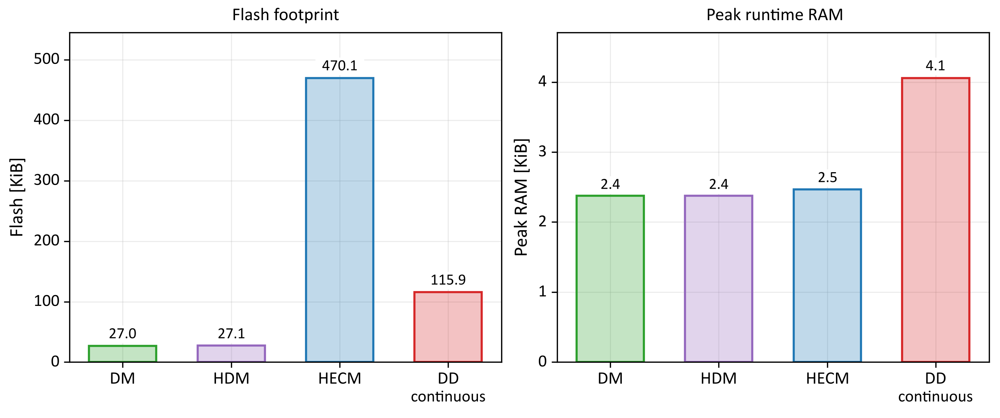 Flash footprint
Flash [KiB]
500
400
300
200
100
0
27.0
27.1
470.1
115.9
DM
HDM
HECM
DD
continuous
Peak runtime RAM
Peak RAM [KiB]
4
3
2
1
0
2.4
2.4
2.5
4.1
DM
HDM
HECM
DD
continuous